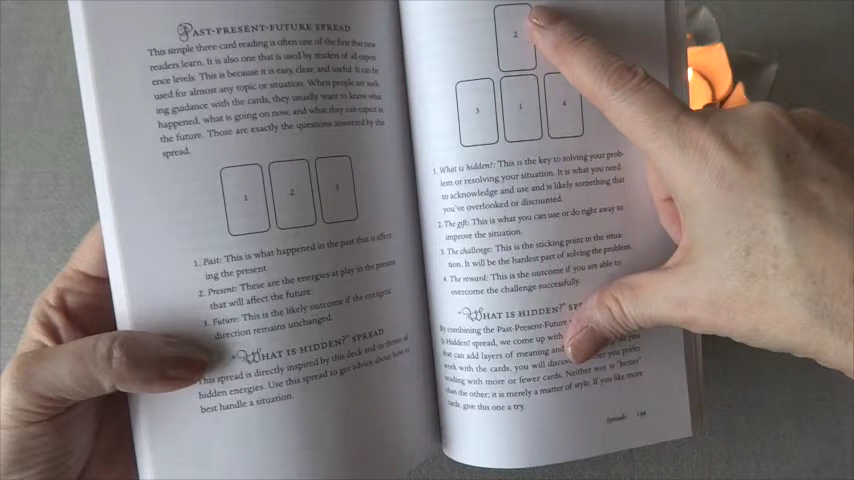 PAST-PRESENT-FUTURE SPREAD
This simple three-card reading is often one of the first that new
readers learn. It is also one that is used by readers of all experi-
ence levels. This is because it is easy, clear, and useful. It can be
used for almost any topic or situation. When people are seek-
ing guidance with the cards, they usually want to know what
happened, what is going on now, and what they can expect in
the future. Those are exactly the questions answered by this
spread.
1 2 3
1. Past: This is what happened in the past that is affect-
ing the present.
2. Present: These are the energies at play in the present
that will affect the future.
3. Future: This is the likely outcome if the energetic
direction remains unchanged.
"WHAT IS HIDDEN?" SPREAD
This spread is directly inspired by this deck and its theme of
hidden energies. Use this spread to get advice about how to
best handle a situation.
2
3 1 4
1. What is hidden?: This is the key to solving your prob-
lem or resolving your situation. It is what you need
to acknowledge and use and is likely something that
you've overlooked or discounted.
2. The gift: This is what you can use or do right away to
improve the situation.
3. The challenge: This is the sticking point in the situa-
tion. It will be the hardest part of solving the problem.
4. The reward: This is the outcome if you are able to
overcome the challenge successfully.
"WHAT IS HIDDEN?"
By combining the Past-Present-Future
Hidden? spread, we come up with
that can add layers of meaning and you
work with the cards, you will discover whether you prefer
reading with more or fewer cards. Neither way is "better"
than the other; it is merely a matter of style. If you like more
cards, give this one a try.
Spreads 199